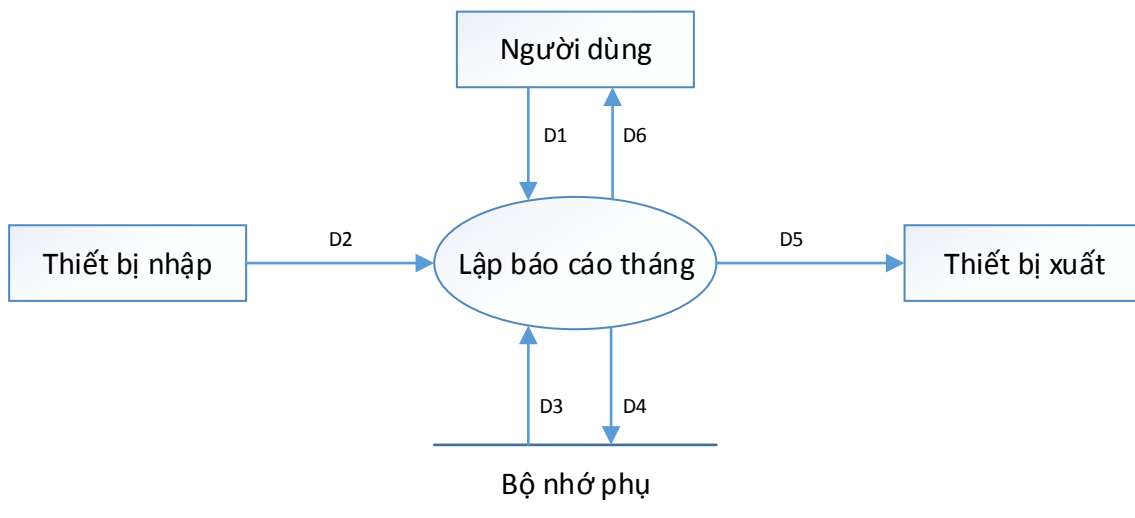 Người dùng
D1
D6
Thiết bị nhập
D2
Lập báo cáo tháng
D5
Thiết bị xuất
D3
D4
Bộ nhớ phụ